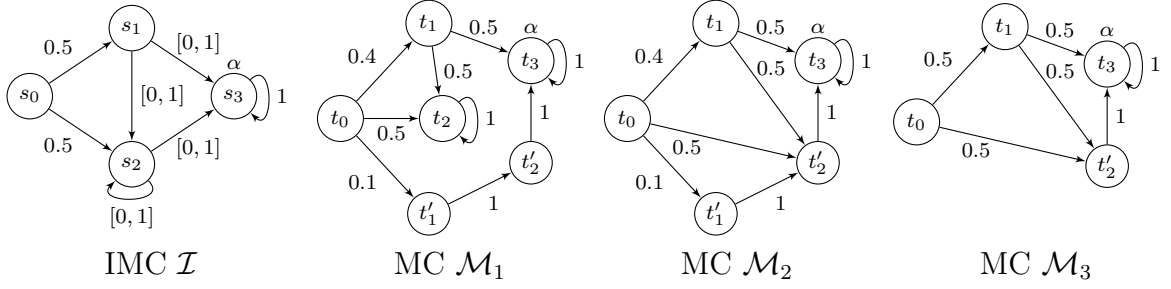 s₀
0.5
0.5
s₁
[0, 1]
[0, 1]
s₂
[0, 1]
[0, 1]
α
s₃
1
IMC 𝓘
t₀
0.4
0.5
0.1
t₁
0.5
0.5
t₂
1
t′₁
1
t′₂
1
α
t₃
1
MC 𝓜₁
t₀
0.4
0.5
0.1
t₁
0.5
0.5
t′₁
1
t′₂
1
α
t₃
1
MC 𝓜₂
t₀
0.5
0.5
t₁
0.5
0.5
t′₂
1
α
t₃
1
MC 𝓜₃